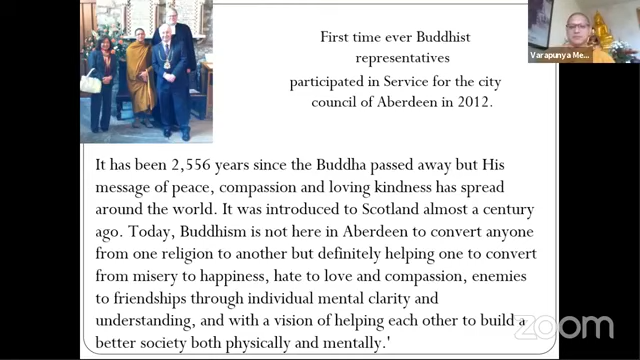 First time ever Buddhist
representatives
participated in Service for the city
council of Aberdeen in 2012.
Varapunya Me...
It has been 2,556 years since the Buddha passed away but His
message of peace, compassion and loving kindness has spread
around the world. It was introduced to Scotland almost a century
ago. Today, Buddhism is not here in Aberdeen to convert anyone
from one religion to another but definitely helping one to convert
from misery to happiness, hate to love and compassion, enemies
to friendships through individual mental clarity and
understanding, and with a vision of helping each other to build a
better society both physically and mentally.'
zoom